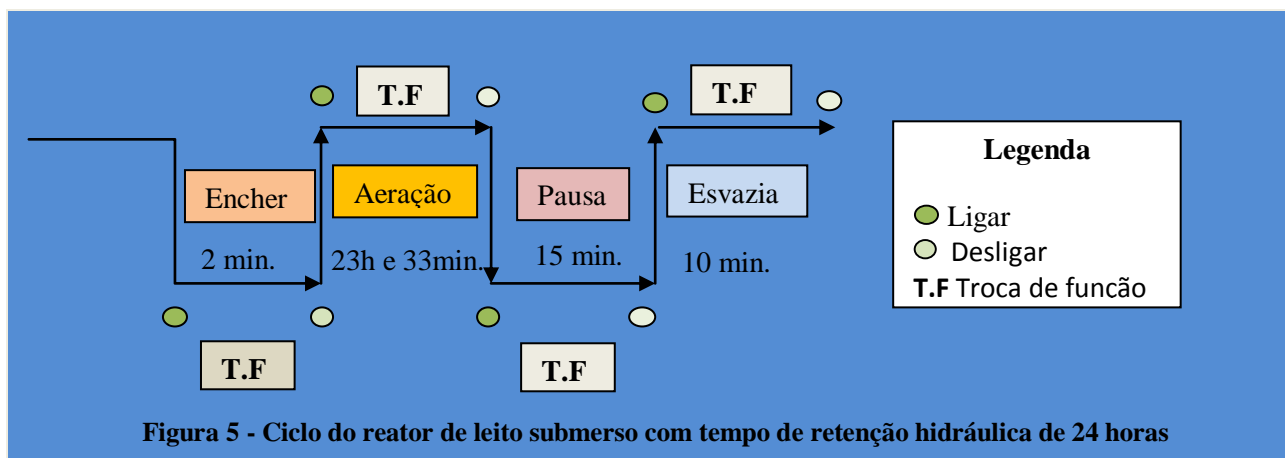 T.F
T.F
Encher
Aeração
Pausa
Esvazia
2 min.
23h e 33min.
15 min.
10 min.
T.F
T.F
Legenda
Ligar
Desligar
T.F Troca de funcão
Figura 5 - Ciclo do reator de leito submerso com tempo de retenção hidráulica de 24 horas